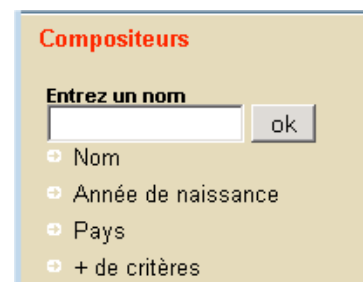 Compositeurs
Entrez un nom
ok
Nom
Année de naissance
Pays
+ de critères